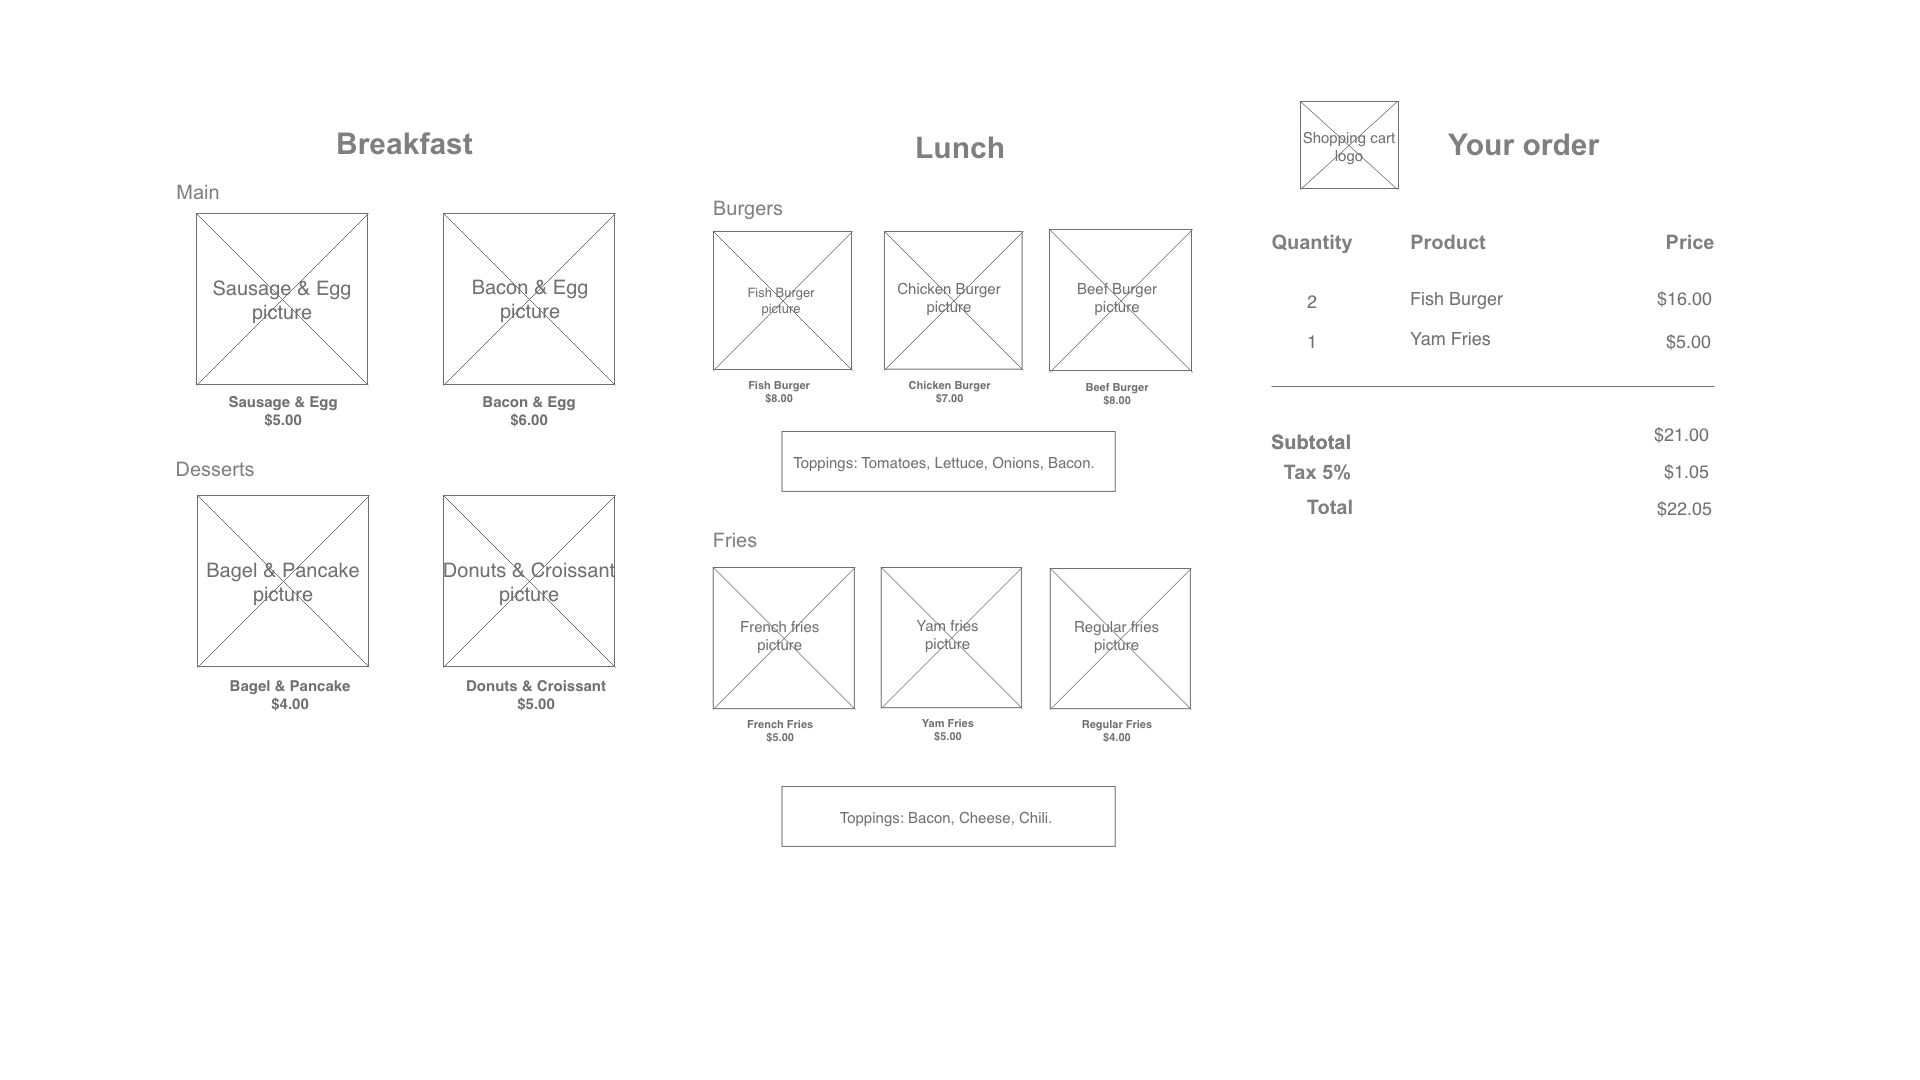 Breakfast
Main
Sausage & Egg
picture
Bacon & Egg
picture
Sausage & Egg
$5.00
Bacon & Egg
$6.00
Desserts
Bagel & Pancake
picture
Donuts & Croissant
picture
Bagel & Pancake
$4.00
Donuts & Croissant
$5.00
Lunch
Burgers
Fish Burger
picture
Chicken Burger
picture
Beef Burger
picture
Fish Burger
$8.00
Chicken Burger
$7.00
Beef Burger
$8.00
Toppings: Tomatoes, Lettuce, Onions, Bacon.
Fries
French fries
picture
Yam fries
picture
Regular fries
picture
French Fries
$5.00
Yam Fries
$5.00
Regular Fries
$4.00
Toppings: Bacon, Cheese, Chili.
Shopping cart
logo
Your order
Quantity Product Price
2 Fish Burger $16.00
1 Yam Fries $5.00
Subtotal $21.00
Tax 5% $1.05
Total $22.05